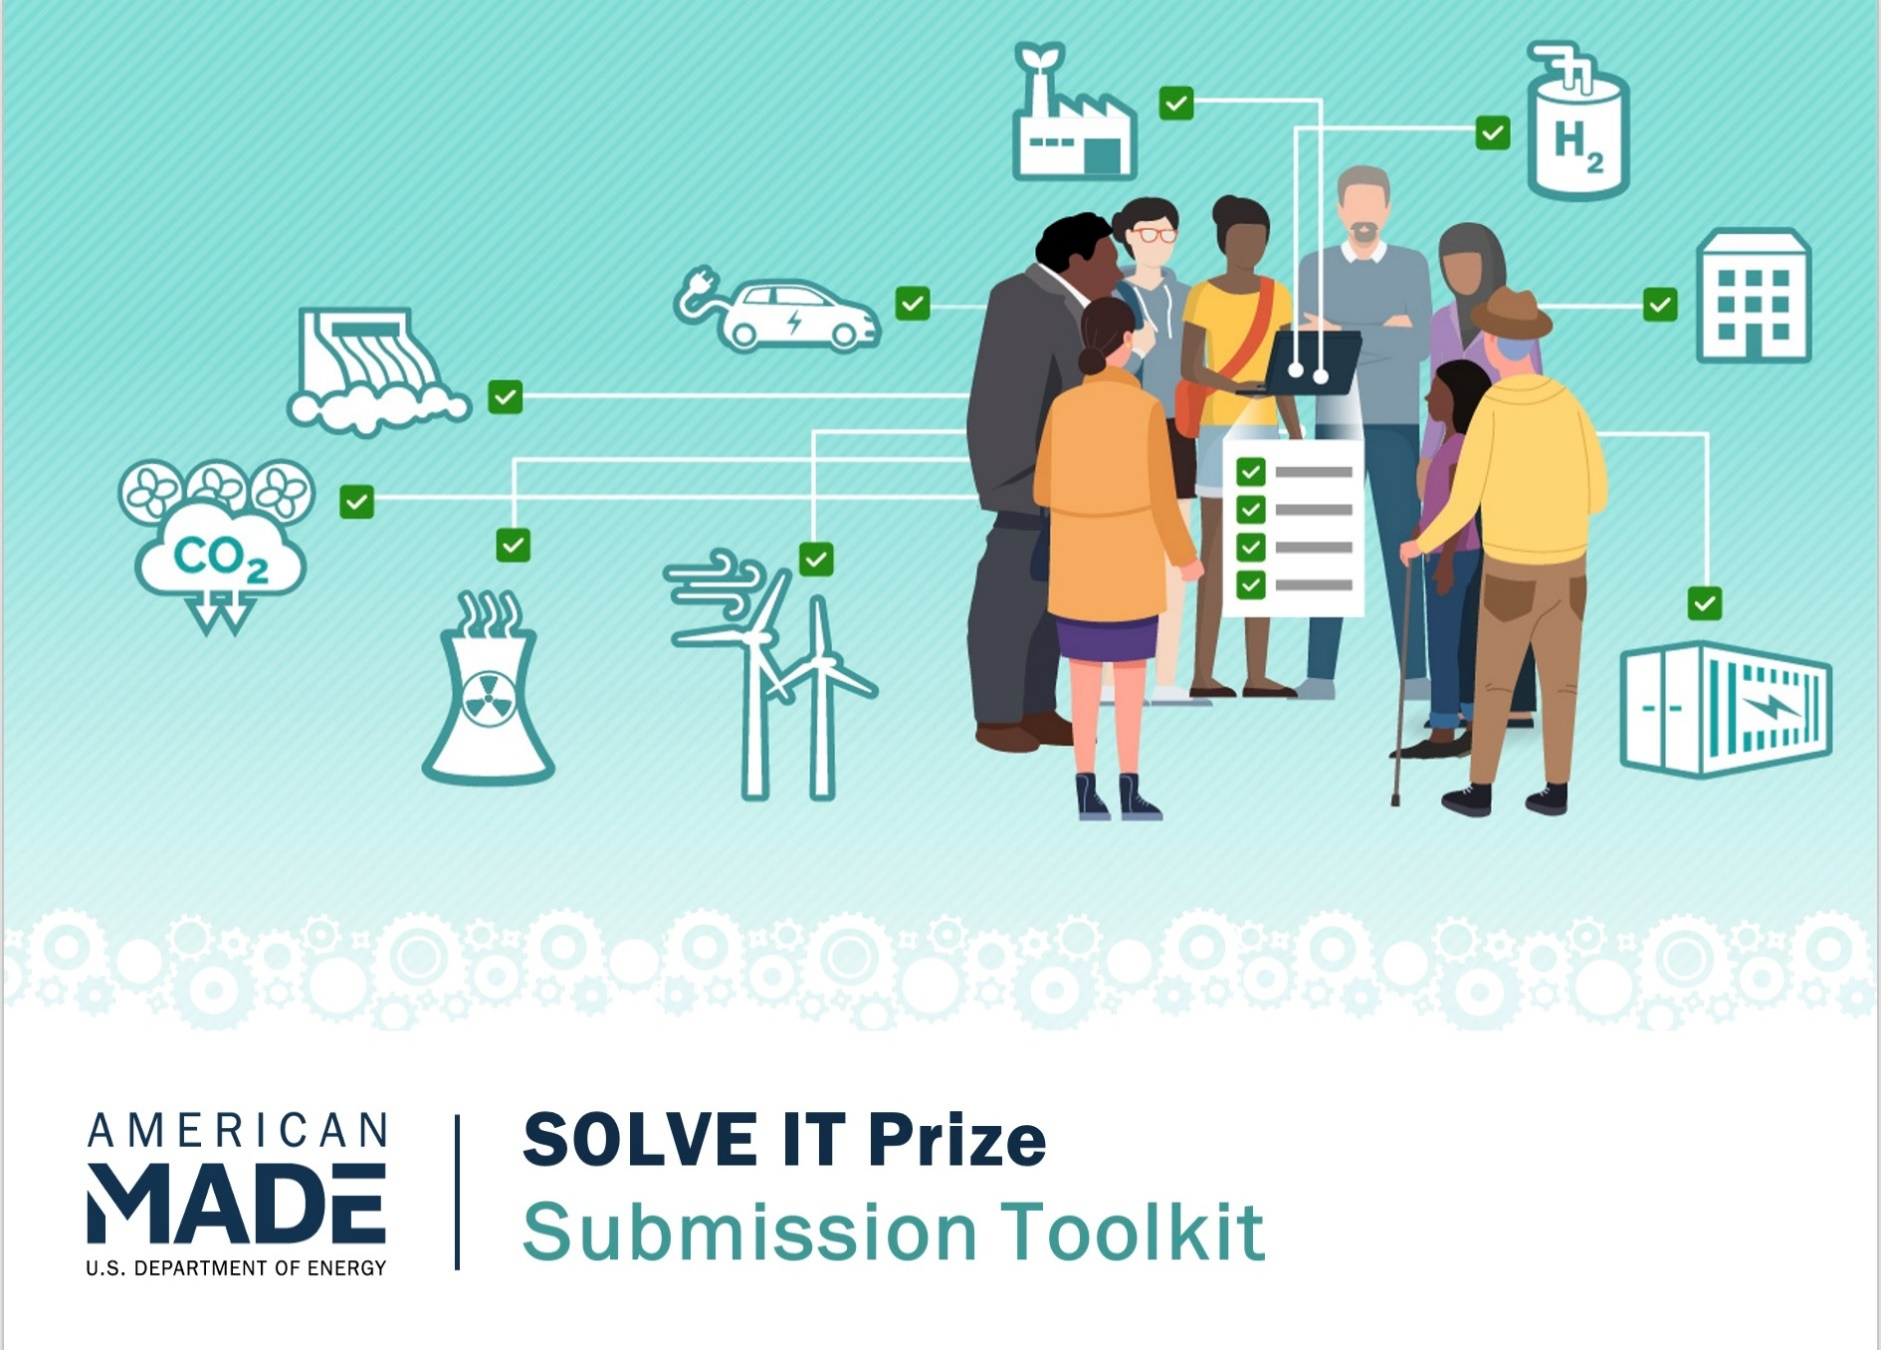 H2
CO2
AMERICAN
MADE
U.S. DEPARTMENT OF ENERGY
SOLVE IT Prize
Submission Toolkit